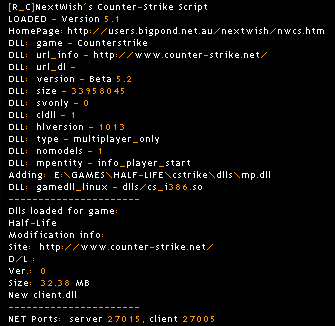 [R_C]NextWish's Counter-Strike Script
LOADED - Version 5.1
HomePage: http://users.bigpond.net.au/nextwish/nwcs.htm
DLL: game - Counterstrike
DLL: url_info - http://www.counter-strike.net/
DLL: url_dl -
DLL: version - Beta 5.2
DLL: size - 33958045
DLL: svonly - 0
DLL: cldll - 1
DLL: hlversion - 1013
DLL: type - multiplayer_only
DLL: nomodels - 1
DLL: mpentity - info_player_start
Adding: E:\GAMES\HALF-LIFE\cstrike\dlls\mp.dll
DLL: gamedll_linux - dlls/cs_i386.so
----------------------
Dlls loaded for game:
Half-Life
Modification info:
Site: http://www.counter-strike.net/
D/L :
Ver.: 0
Size: 32.38 MB
New client.dll
----------------------
NET Ports: server 27015, client 27005